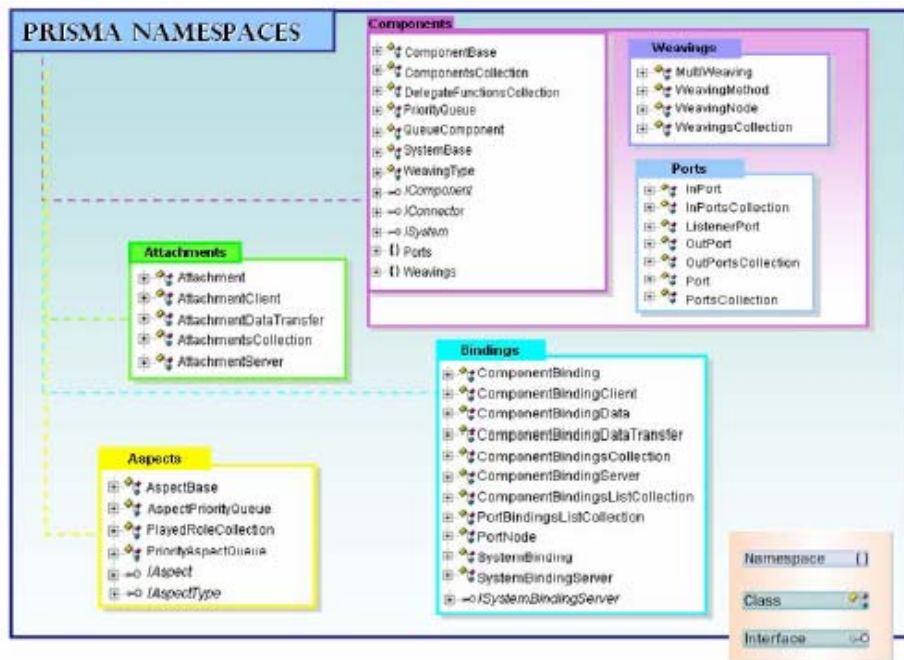 PRISMA NAMESPACES
Components
ComponentBase
ComponentsCollection
DelegateFunctionsCollection
PriorityQueue
QueueComponent
SystemBase
WeavingType
IComponent
IConnector
ISystem
{} Ports
{} Weavings
Weavings
MultiWeaving
WeavingMethod
WeavingNode
WeavingsCollection
Ports
InPort
InPortsCollection
ListenerPort
OutPort
OutPortsCollection
Port
PortsCollection
Attachments
Attachment
AttachmentClient
AttachmentDataTransfer
AttachmentsCollection
AttachmentServer
Bindings
ComponentBinding
ComponentBindingClient
ComponentBindingData
ComponentBindingDataTransfer
ComponentBindingsCollection
ComponentBindingServer
ComponentBindingsListCollection
PortBindingsListCollection
PortNode
SystemBinding
SystemBindingServer
ISystemBindingServer
Aspects
AspectBase
AspectPriorityQueue
PlayedRoleCollection
PriorityAspectQueue
IAspect
IAspectType
Namespace {}
Class
Interface